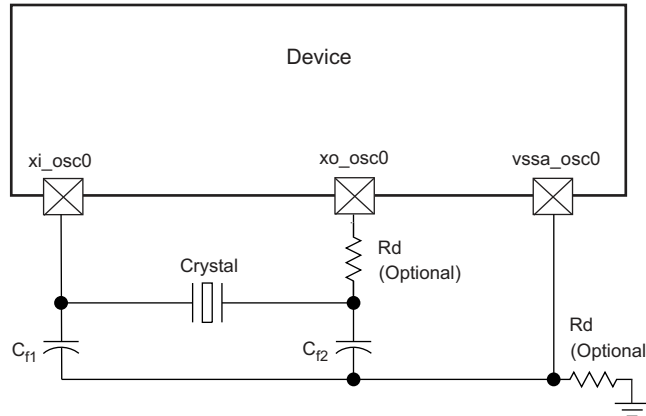 Device
xi_osc0
xo_osc0
vssa_osc0
Rd
(Optional)
Crystal
Rd
(Optional
Cf1
Cf2